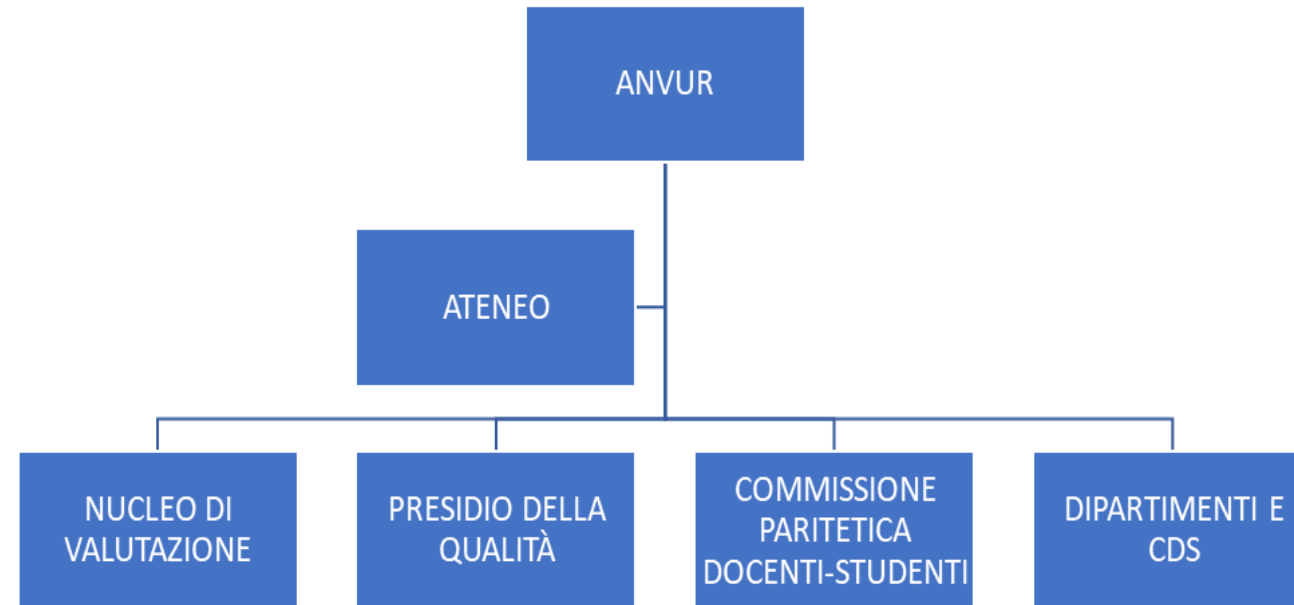 ANVUR
ATENEO
NUCLEO DI
VALUTAZIONE
PRESIDIO DELLA
QUALITÀ
COMMISSIONE
PARITETICA
DOCENTI-STUDENTI
DIPARTIMENTI E
CDS